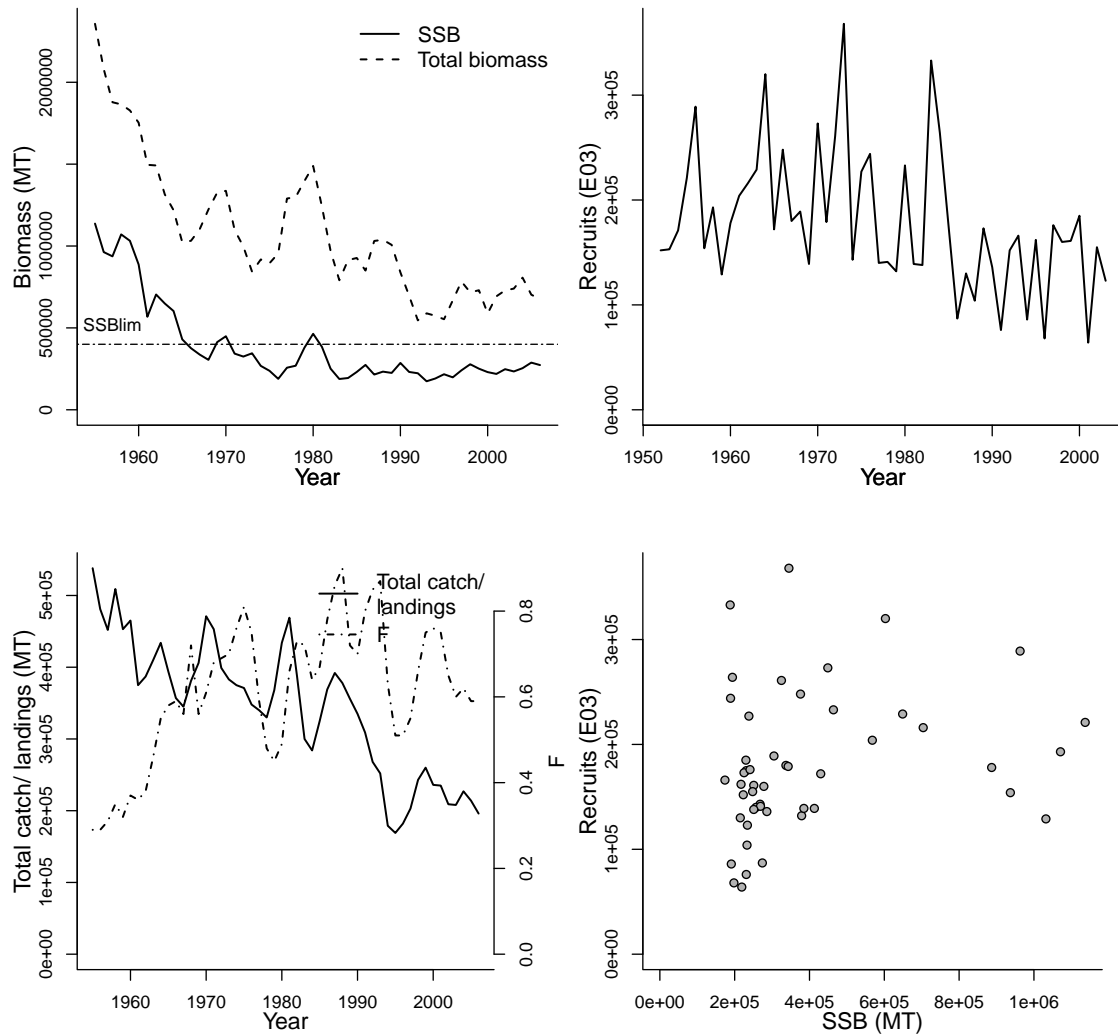 SSB
Total biomass
Biomass (MT)
0
500000
1000000
2000000
SSBlim
1960 1970 1980 1990 2000
Year
Recruits (E03)
0e+00
1e+05
2e+05
3e+05
1950 1960 1970 1980 1990 2000
Year
Total catch/ landings (MT)
0e+00
1e+05
2e+05
3e+05
4e+05
5e+05
Total catch/
landings
F
0.0
0.2
0.4
0.6
0.8
F
1960 1970 1980 1990 2000
Year
Recruits (E03)
0e+00
1e+05
2e+05
3e+05
0e+00 2e+05 4e+05 6e+05 8e+05 1e+06
SSB (MT)